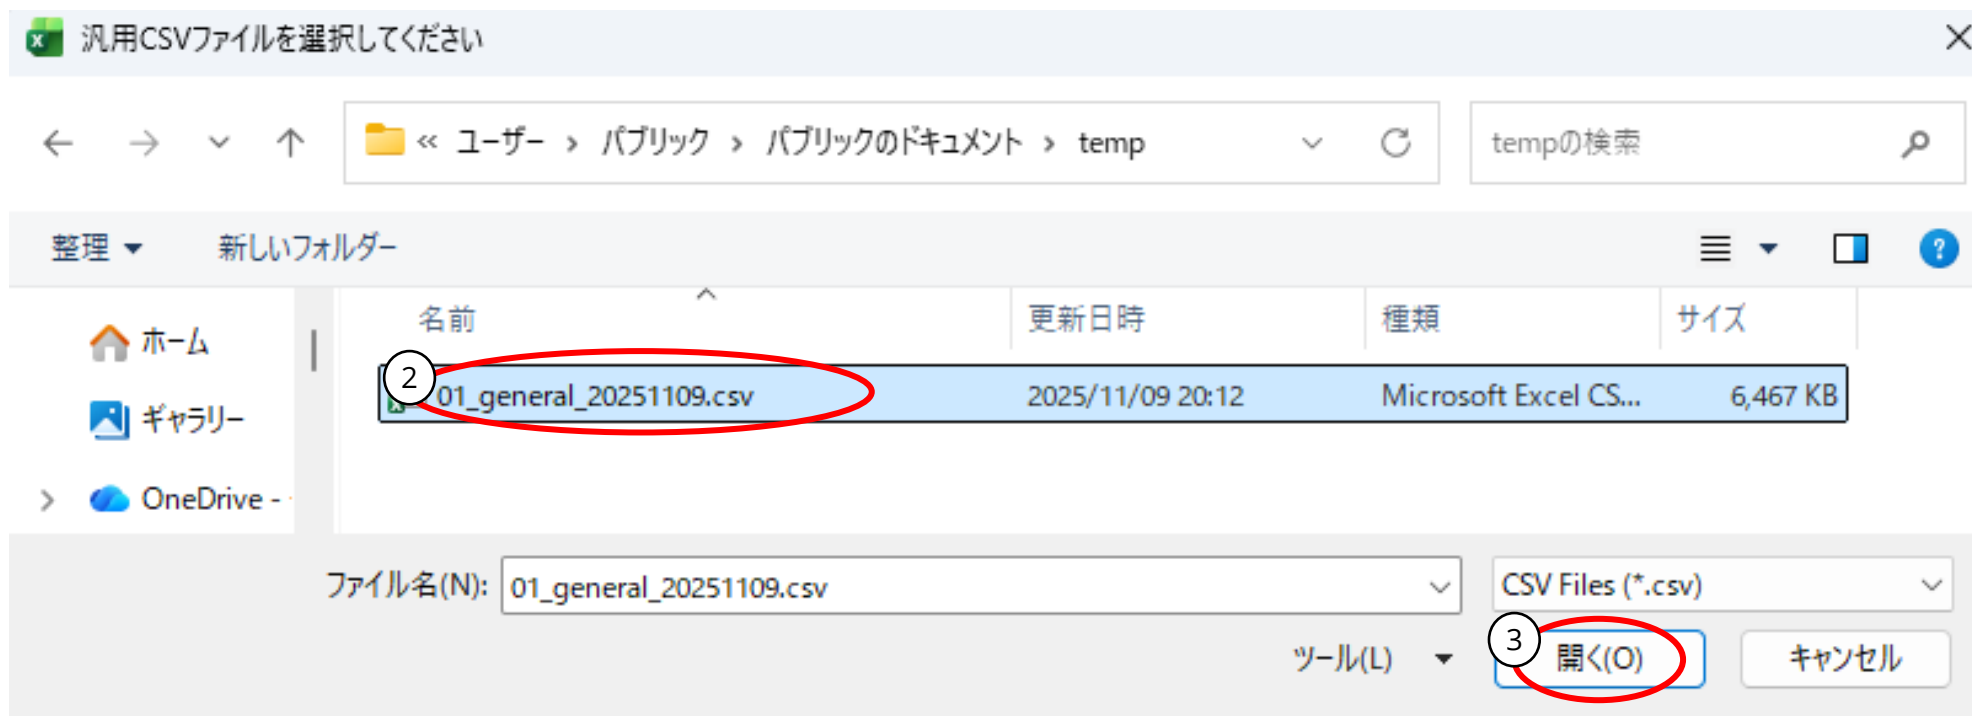 汎用CSVファイルを選択してください
« ユーザー › パブリック › パブリックのドキュメント › temp
tempの検索
整理 新しいフォルダー
名前 更新日時 種類 サイズ
ホーム
2 01_general_20251109.csv 2025/11/09 20:12 Microsoft Excel CS... 6,467 KB
ギャラリー
OneDrive -
ファイル名(N): 01_general_20251109.csv CSV Files (*.csv)
ツール(L) 3 開く(O) キャンセル